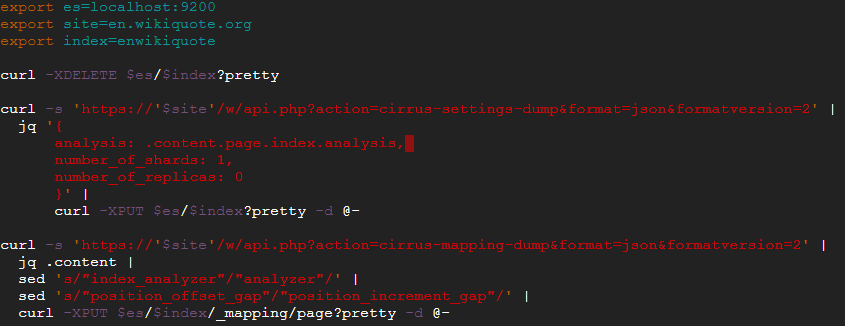 export es=localhost:9200
export site=en.wikiquote.org
export index=enwikiquote
curl -XDELETE $es/$index?pretty
curl -s 'https://'$site'/w/api.php?action=cirrus-settings-dump&format=json&formatversion=2' |
jq '{
analysis: .content.page.index.analysis,
number_of_shards: 1,
number_of_replicas: 0
}' |
curl -XPUT $es/$index?pretty -d @-
curl -s 'https://'$site'/w/api.php?action=cirrus-mapping-dump&format=json&formatversion=2' |
jq .content |
sed 's/"index_analyzer"/"analyzer"/' |
sed 's/"position_offset_gap"/"position_increment_gap"/' |
curl -XPUT $es/$index/_mapping/page?pretty -d @-